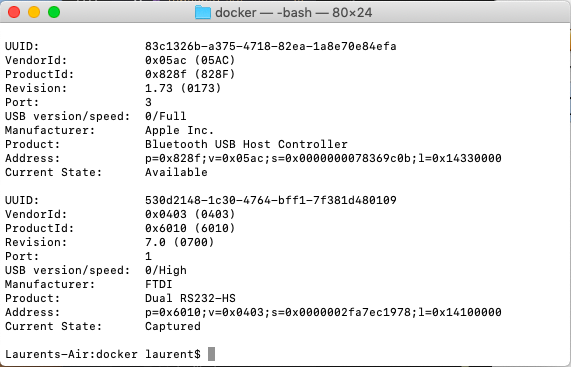 docker — -bash — 80×24
UUID: 83c1326b-a375-4718-82ea-1a8e70e84efa
VendorId: 0x05ac (05AC)
ProductId: 0x828f (828F)
Revision: 1.73 (0173)
Port: 3
USB version/speed: 0/Full
Manufacturer: Apple Inc.
Product: Bluetooth USB Host Controller
Address: p=0x828f;v=0x05ac;s=0x0000000078369c0b;l=0x14330000
Current State: Available
UUID: 530d2148-1c30-4764-bff1-7f381d480109
VendorId: 0x0403 (0403)
ProductId: 0x6010 (6010)
Revision: 7.0 (0700)
Port: 1
USB version/speed: 0/High
Manufacturer: FTDI
Product: Dual RS232-HS
Address: p=0x6010;v=0x0403;s=0x0000002fa7ec1978;l=0x14100000
Current State: Captured
Laurents-Air:docker laurent$